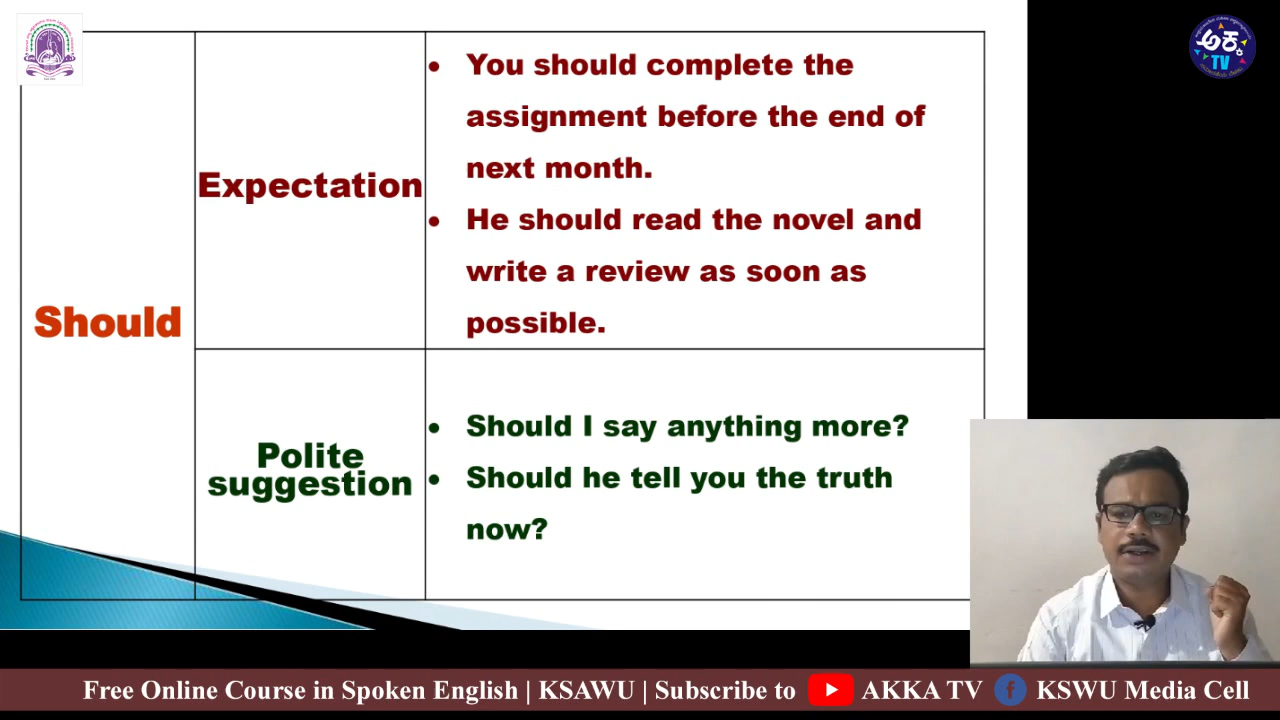 ಅಕ್ಕ
TV
Should
Expectation
• You should complete the
assignment before the end of
next month.
• He should read the novel and
write a review as soon as
possible.
Polite
suggestion
• Should I say anything more?
• Should he tell you the truth
now?
Free Online Course in Spoken English | KSAWU | Subscribe to AKKA TV KSWU Media Cell